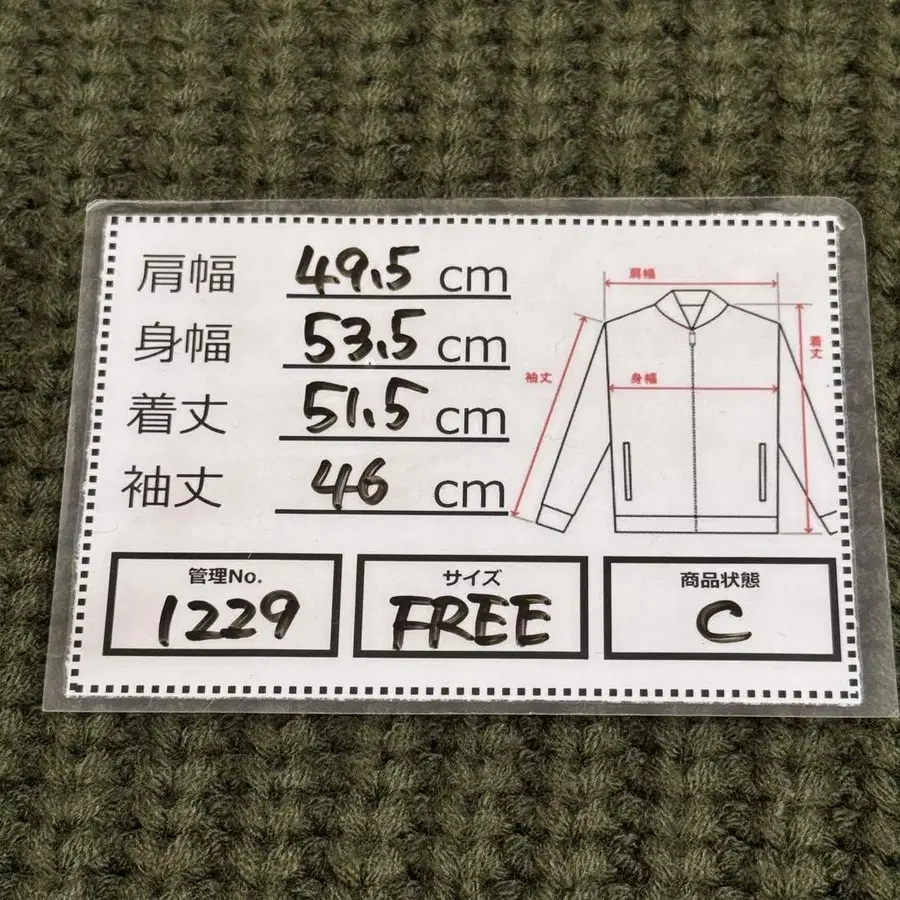 肩幅 49.5 cm
身幅 53.5 cm
着丈 51.5 cm
袖丈 46 cm
肩幅
着丈
袖丈
身幅
管理No.
1229
サイズ
FREE
商品状態
C